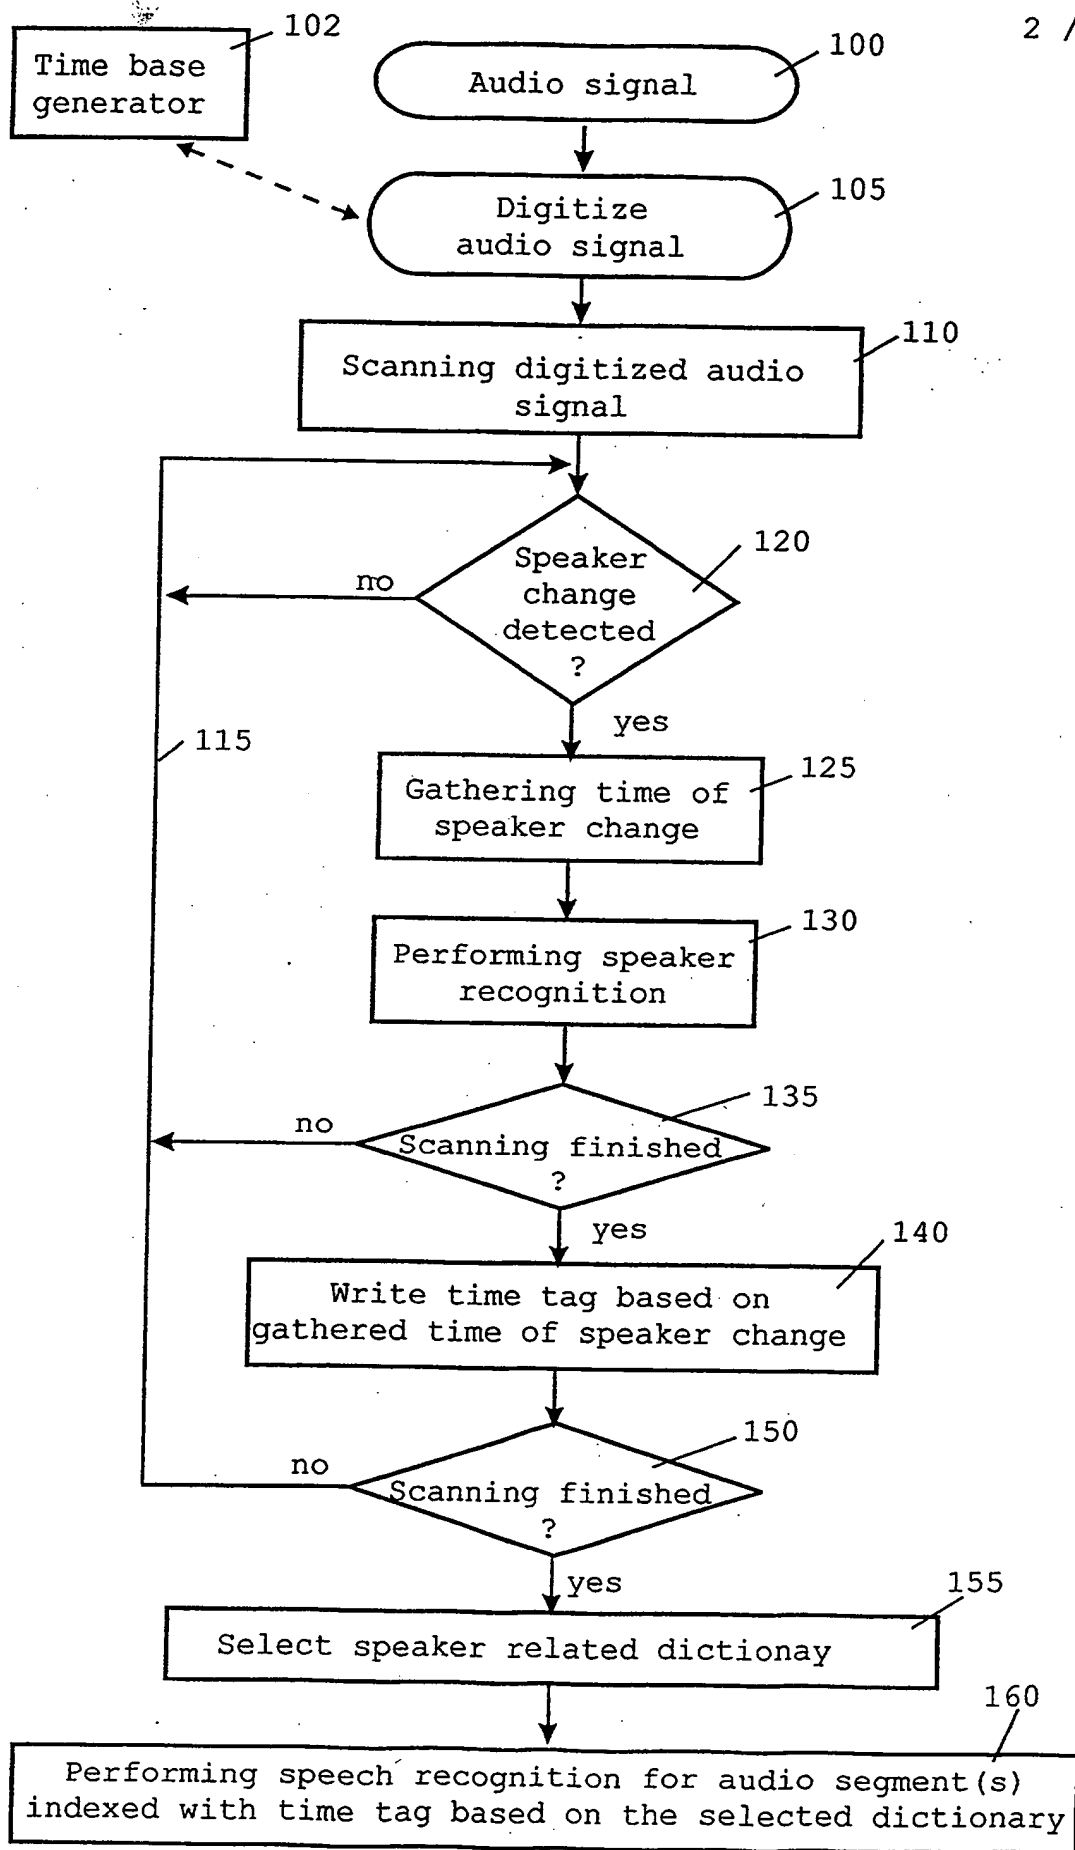 102
2 /
Time base
generator
100
Audio signal
105
Digitize
audio signal
110
Scanning digitized audio
signal
120
Speaker
change
detected
?
no
yes
115
125
Gathering time of
speaker change
130
Performing speaker
recognition
135
no
Scanning finished
?
yes
140
Write time tag based on
gathered time of speaker change
150
no
Scanning finished
?
yes
155
Select speaker related dictionay
160
Performing speech recognition for audio segment(s)
indexed with time tag based on the selected dictionary